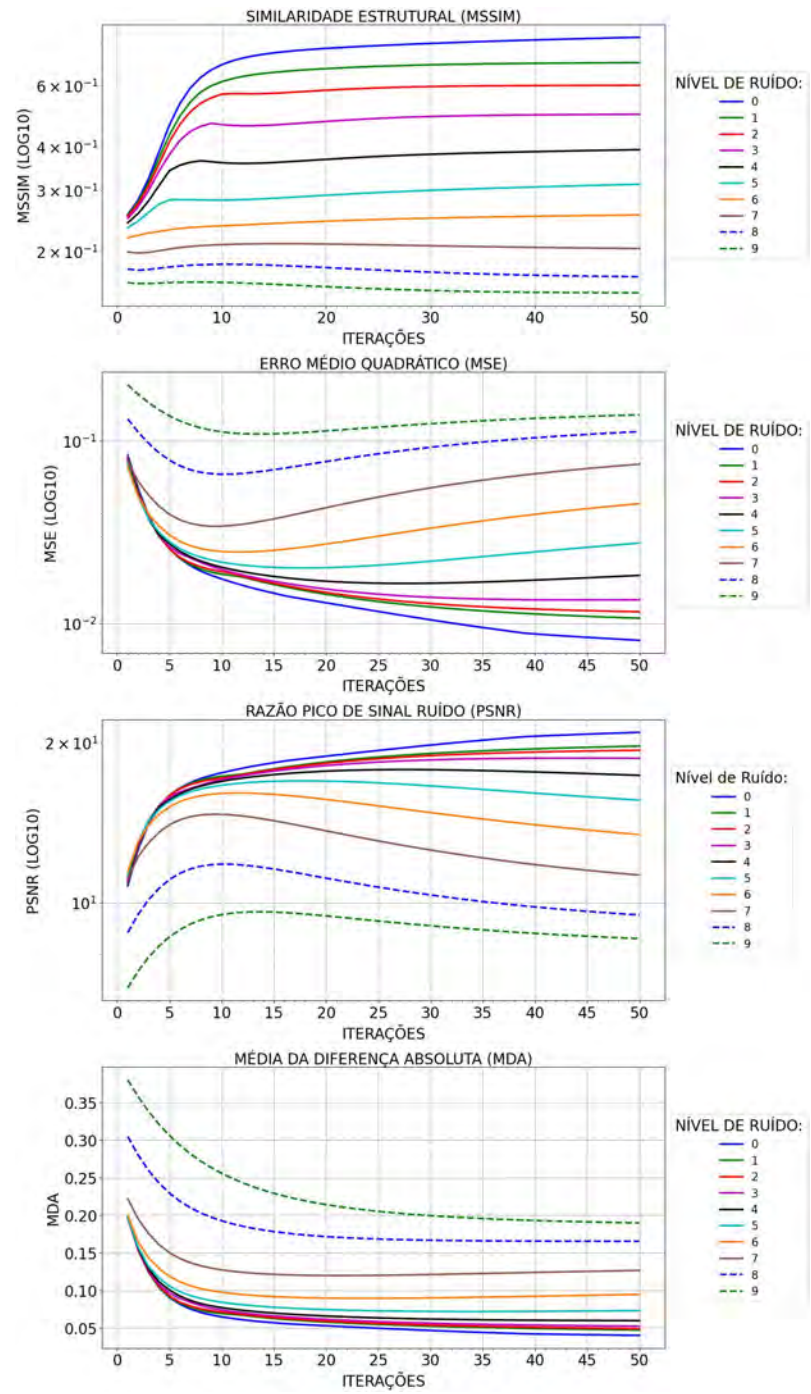 SIMILARIDADE ESTRUTURAL (MSSIM)
MSSIM (LOG10)
6 × 10⁻¹
4 × 10⁻¹
3 × 10⁻¹
2 × 10⁻¹
0 5 10 15 20 25 30 35 40 45 50
ITERAÇÕES
NÍVEL DE RUÍDO:
0
1
2
3
4
5
6
7
8
9
ERRO MÉDIO QUADRÁTICO (MSE)
MSE (LOG10)
10⁻¹
10⁻²
0 5 10 15 20 25 30 35 40 45 50
ITERAÇÕES
NÍVEL DE RUÍDO:
0
1
2
3
4
5
6
7
8
9
RAZÃO PICO DE SINAL RUÍDO (PSNR)
PSNR (LOG10)
2 × 10¹
10¹
0 5 10 15 20 25 30 35 40 45 50
ITERAÇÕES
Nível de Ruído:
0
1
2
3
4
5
6
7
8
9
MÉDIA DA DIFERENÇA ABSOLUTA (MDA)
MDA
0.35
0.30
0.25
0.20
0.15
0.10
0.05
0 5 10 15 20 25 30 35 40 45 50
ITERAÇÕES
NÍVEL DE RUÍDO:
0
1
2
3
4
5
6
7
8
9